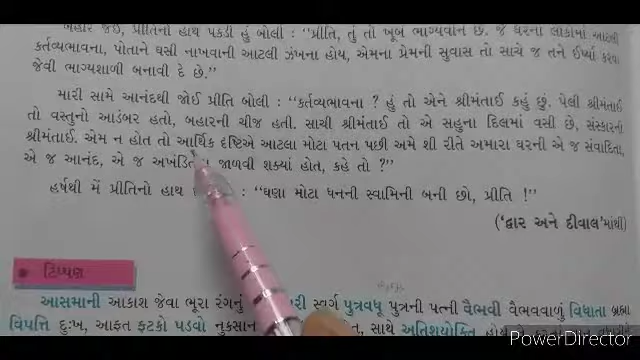 બહાર જઈ, પ્રીતિનો હાથ પકડી હું બોલી : “પ્રીતિ, તું તો ખૂબ ભાગ્યવાન છે. જે ઘરના લોકોમાં આટલી
કર્તવ્યભાવના, પોતાને ઘસી નાખવાની આટલી ઝંખના હોય, એમના પ્રેમની સુવાસ તો સાચે જ તને ઈર્ષ્યા કરવા
જેવી ભાગ્યશાળી બનાવી દે છે.”
મારી સામે આનંદથી જોઈ પ્રીતિ બોલી : “કર્તવ્યભાવના ? હું તો એને શ્રીમંતાઈ કહું છું. પેલી શ્રીમંતાઈ
તો વસ્તુનો આડંબર હતો, બહારની ચીજ હતી. સાચી શ્રીમંતાઈ તો એ સહુના દિલમાં વસી છે, સંસ્કારની
શ્રીમંતાઈ. એમ ન હોત તો આર્થિક દૃષ્ટિએ આટલા મોટા પતન પછી અમે શી રીતે અમારા ઘરની એ જ સંવાદિતા,
એ જ આનંદ, એ જ જાળવી શક્યાં હોત, કહે તો ?”
હર્ષથી મેં પ્રીતિનો હાથ : “ઘણા મોટા ધનની સ્વામિની બની છો, પ્રીતિ !”
(‘દ્વાર અને દીવાલ’માંથી)
ટિપ્પણ
આસમાની આકાશ જેવા ભૂરા રંગનું સ્વર્ગ પુત્રવધૂ પુત્રની પત્ની વૈભવી વૈભવવાળું વિધાતા બ્રહ્મા
વિપત્તિ દુઃખ, આફત ફટકો પડવો નુકસાન સાથે અતિશયોક્તિ
PowerDirector